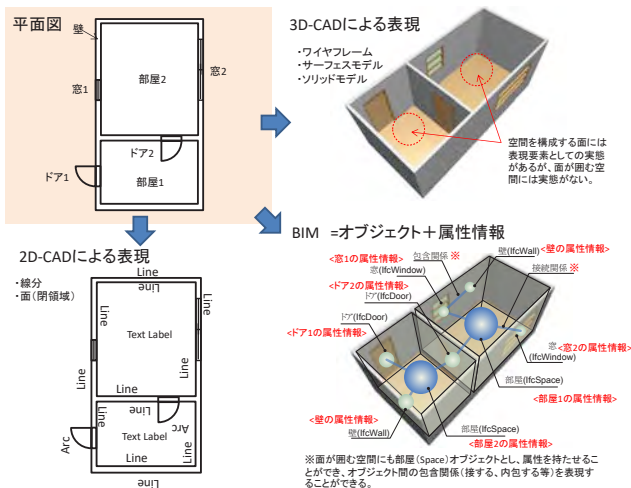 平面図
壁
窓1
部屋2
窓2
ドア2
ドア1
部屋1
3D-CADによる表現
・ワイヤフレーム
・サーフェスモデル
・ソリッドモデル
空間を構成する面には
表現要素としての実態
があるが、面が囲む空
間には実態がない。
2D-CADによる表現
・線分
・面（閉領域）
Line
Line
Line
Line
Text Label
Line
Line
Line
Line
Arc
Line
Text Label
Line
Arc
Line
Line
BIM =オブジェクト＋属性情報
<窓1の属性情報>
窓(IfcWindow)
包含関係 ※
壁(IfcWall)
<壁の属性情報>
接続関係 ※
<ドア2の属性情報>
ドア(IfcDoor)
<ドア1の属性情報>
ドア(IfcDoor)
窓
<窓2の属性情報>
(IfcWindow)
部屋(IfcSpace)
<部屋1の属性情報>
<壁の属性情報>
壁(IfcWall)
部屋(IfcSpace)
<部屋2の属性情報>
※面が囲む空間にも部屋（Space）オブジェクトとし、属性を持たせるこ
とができ、オブジェクト間の包含関係（接する、内包する等）を表現す
ることができる。